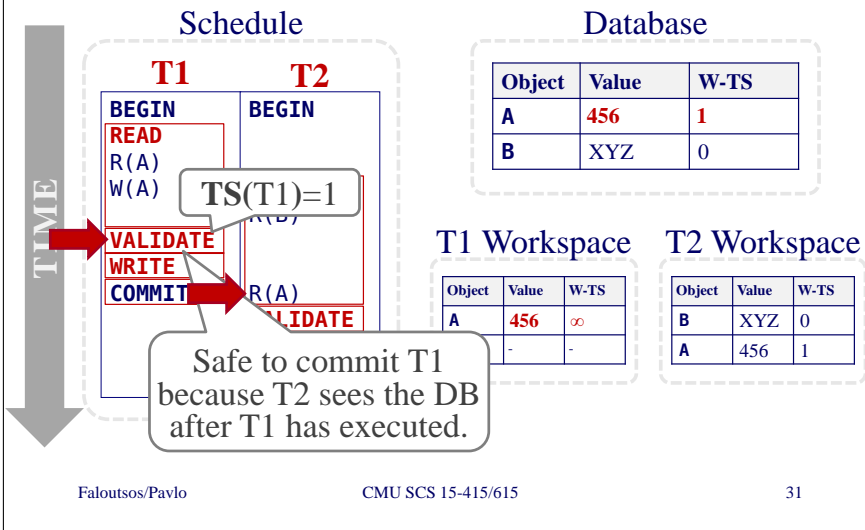 Schedule
T1 T2
BEGIN BEGIN
READ
R(A)
W(A)
TS(T1)=1
VALIDATE
WRITE
COMMIT R(A)
Safe to commit T1
because T2 sees the DB
after T1 has executed.
TIME
Database
Object Value W-TS
A 456 1
B XYZ 0
T1 Workspace
Object Value W-TS
A 456 ∞
- -
T2 Workspace
Object Value W-TS
B XYZ 0
A 456 1
Faloutsos/Pavlo CMU SCS 15-415/615 31